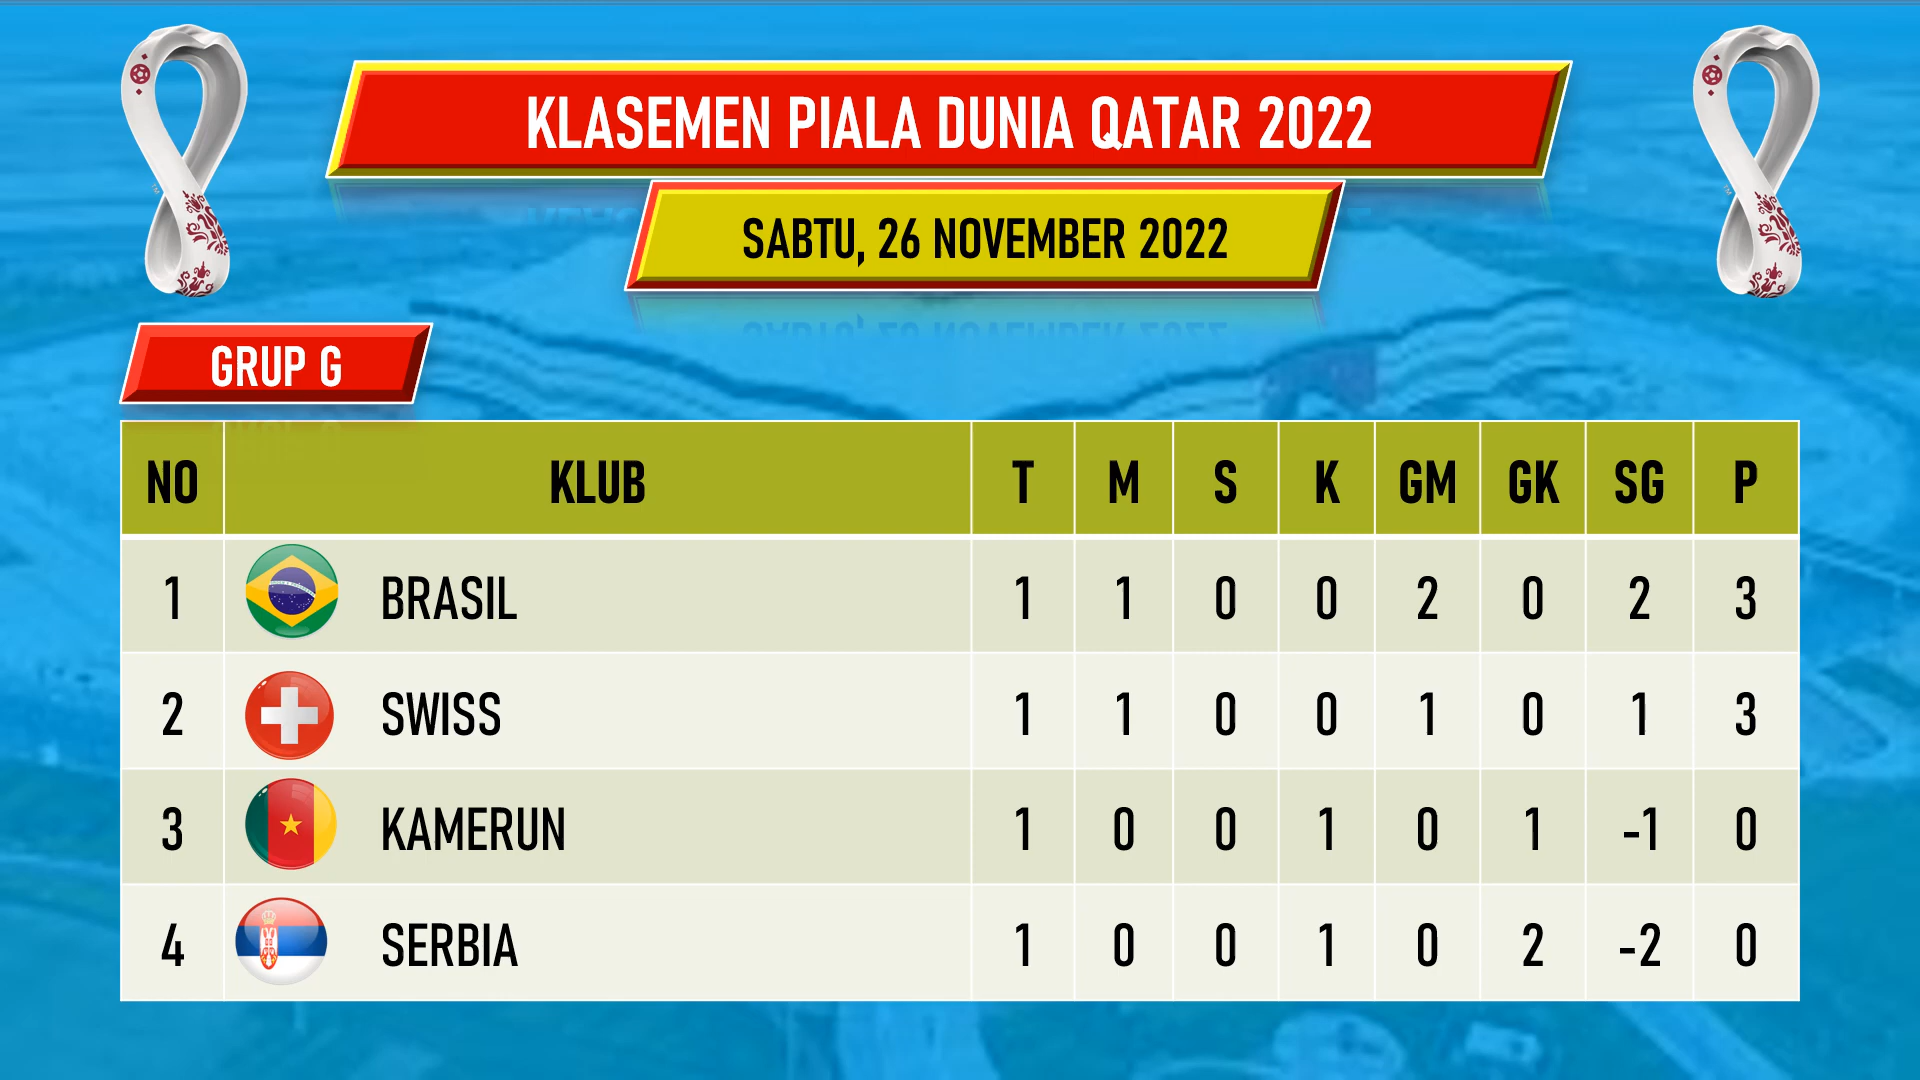 KLASEMEN PIALA DUNIA QATAR 2022
SABTU, 26 NOVEMBER 2022
GRUP G
NO KLUB T M S K GM GK SG P
1 BRASIL 1 1 0 0 2 0 2 3
2 SWISS 1 1 0 0 1 0 1 3
3 KAMERUN 1 0 0 1 0 1 -1 0
4 SERBIA 1 0 0 1 0 2 -2 0